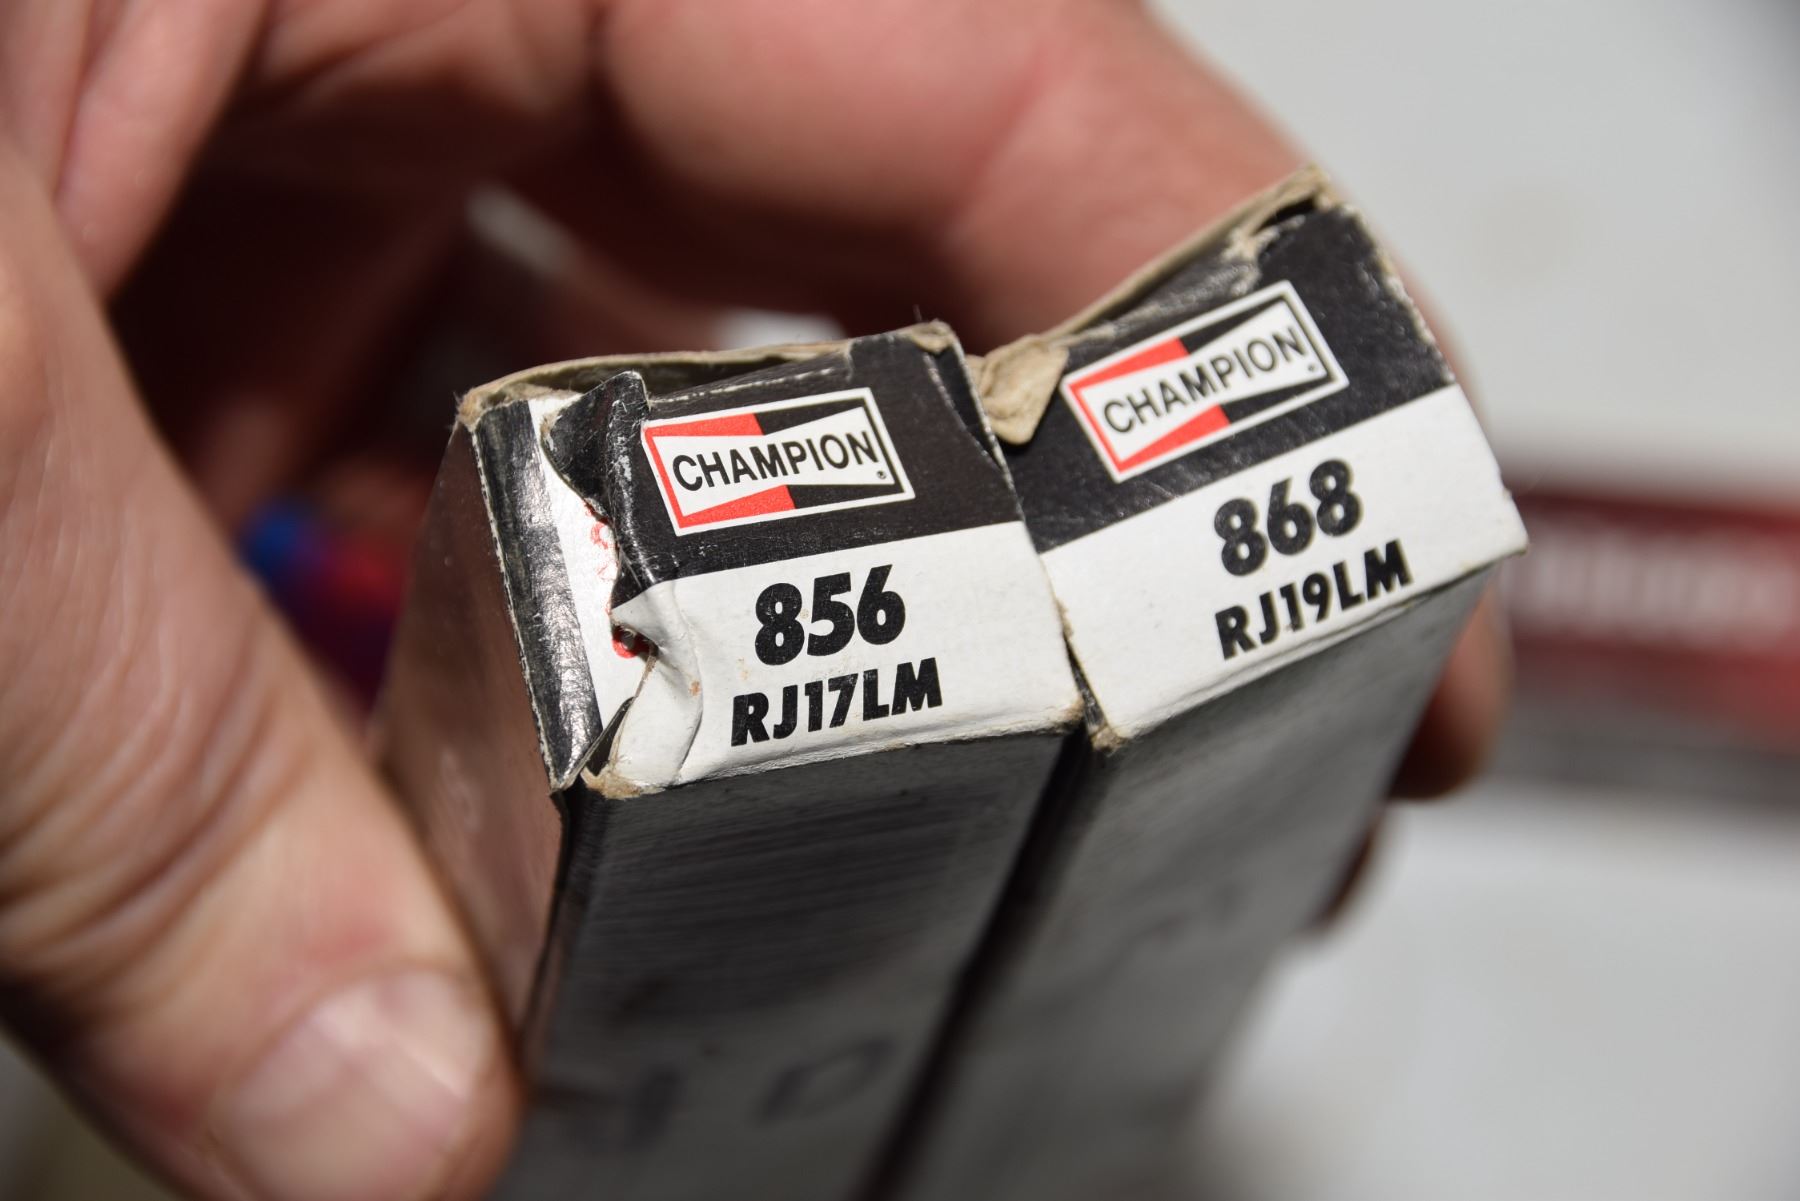 CHAMPION
856
RJ17LM
CHAMPION
868
RJ19LM